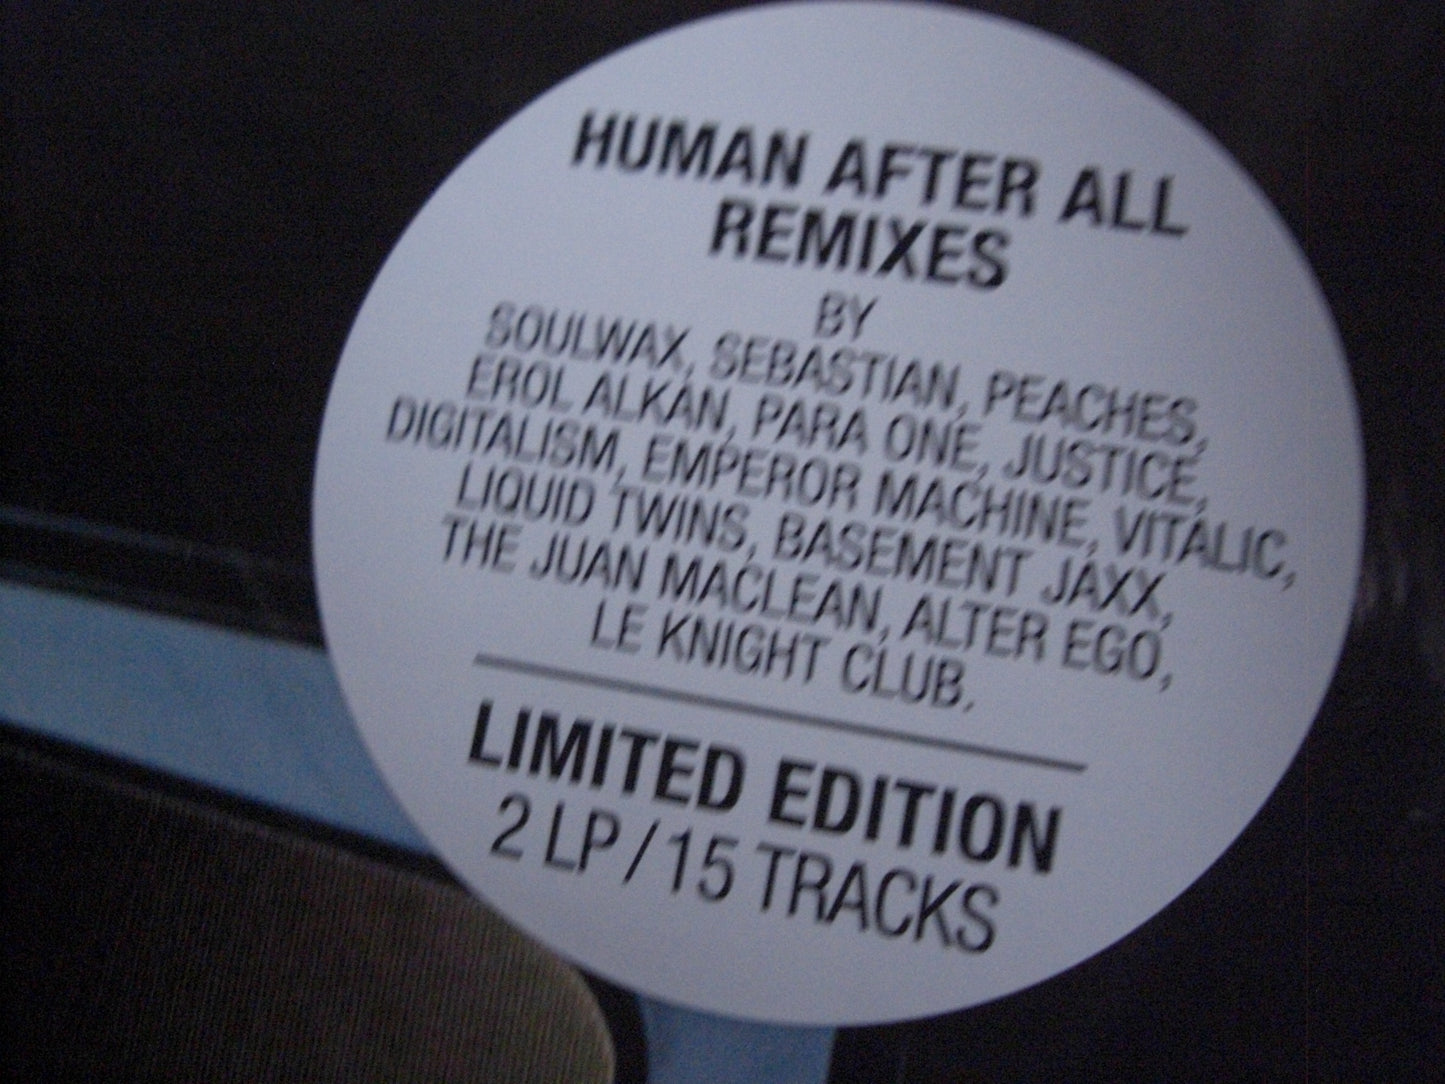 HUMAN AFTER ALL
REMIXES
BY
SOULWAX, SEBASTIAN, PEACHES,
EROL ALKAN, PARA ONE, JUSTICE,
DIGITALISM, EMPEROR MACHINE, VITALIC,
LIQUID TWINS, BASEMENT JAXX,
THE JUAN MACLEAN, ALTER EGO,
LE KNIGHT CLUB.
LIMITED EDITION
2 LP / 15 TRACKS